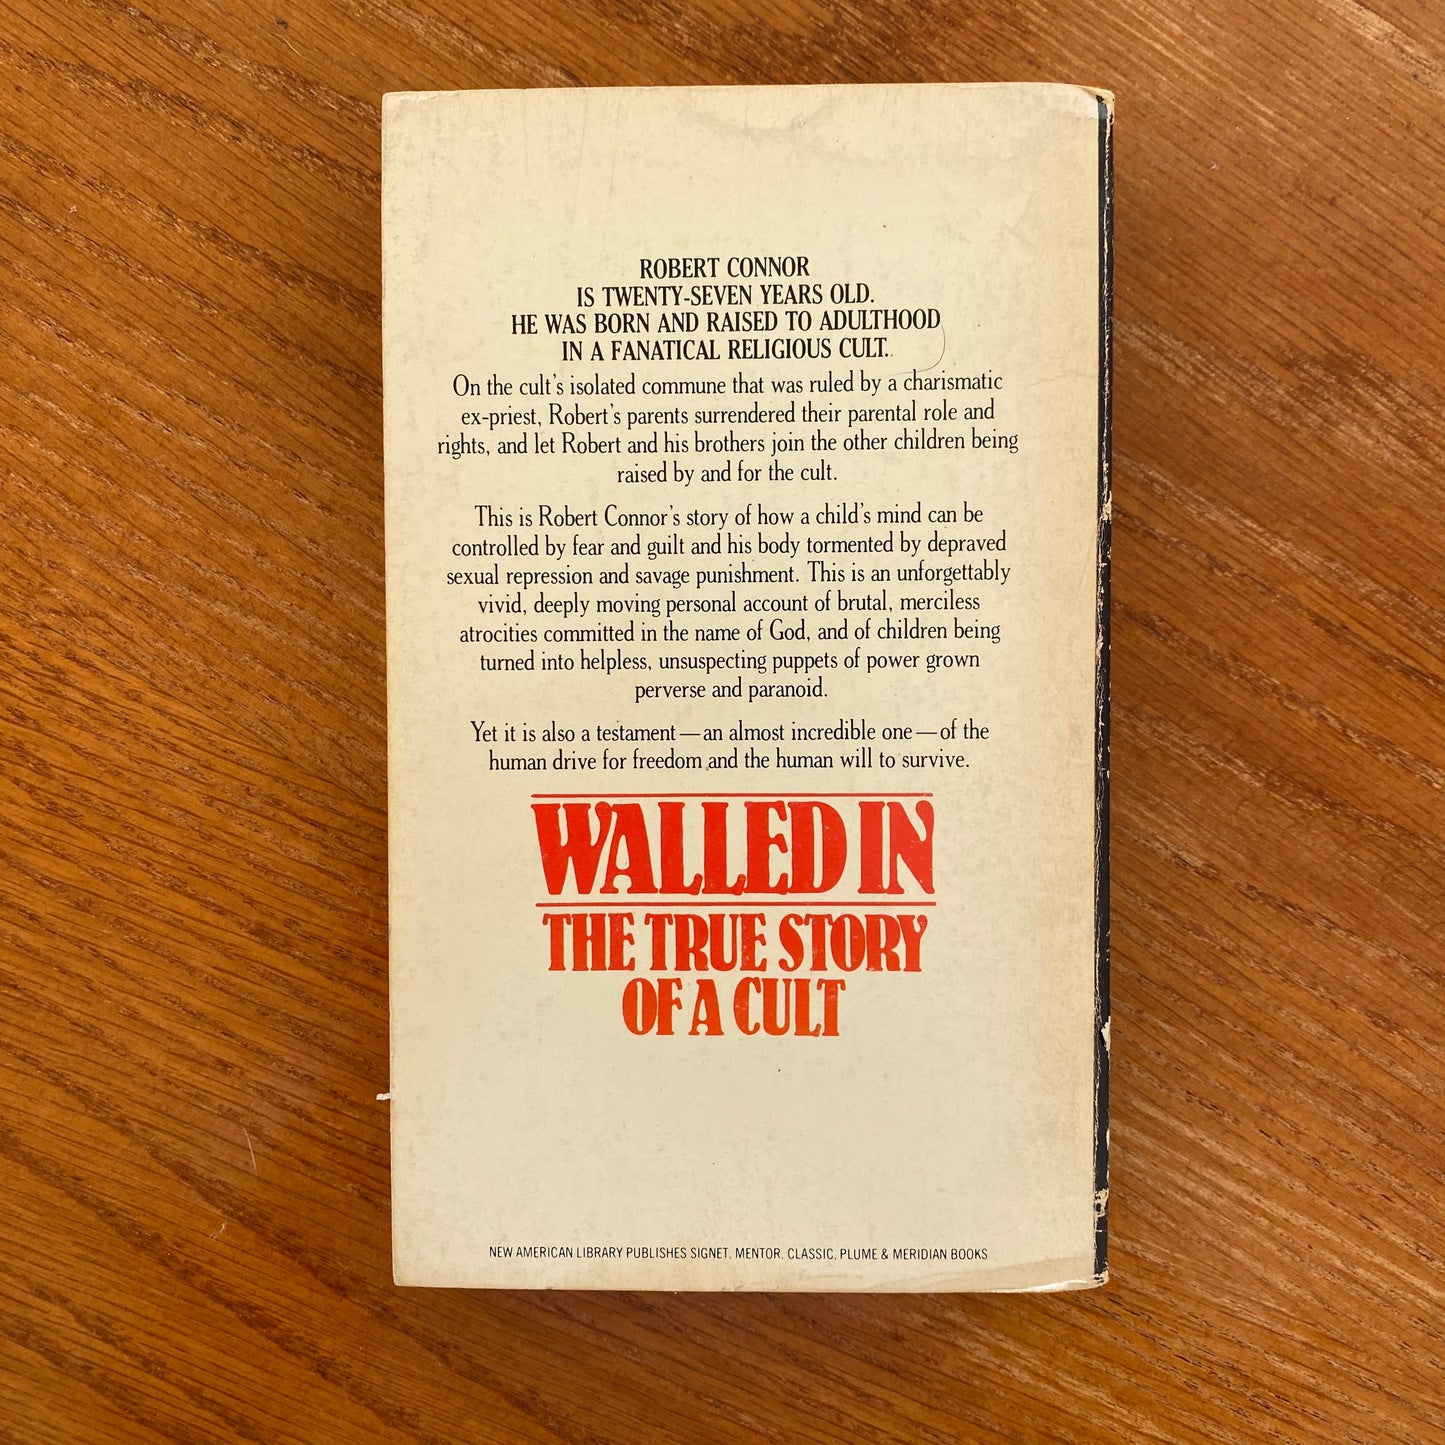 ROBERT CONNOR
IS TWENTY-SEVEN YEARS OLD.
HE WAS BORN AND RAISED TO ADULTHOOD
IN A FANATICAL RELIGIOUS CULT.
On the cult's isolated commune that was ruled by a charismatic
ex-priest, Robert's parents surrendered their parental role and
rights, and let Robert and his brothers join the other children being
raised by and for the cult.
This is Robert Connor's story of how a child's mind can be
controlled by fear and guilt and his body tormented by depraved
sexual repression and savage punishment. This is an unforgettably
vivid, deeply moving personal account of brutal, merciless
atrocities committed in the name of God, and of children being
turned into helpless, unsuspecting puppets of power grown
perverse and paranoid.
Yet it is also a testament—an almost incredible one—of the
human drive for freedom and the human will to survive.
WALLED IN
THE TRUE STORY
OF A CULT
NEW AMERICAN LIBRARY PUBLISHES SIGNET, MENTOR, CLASSIC, PLUME & MERIDIAN BOOKS